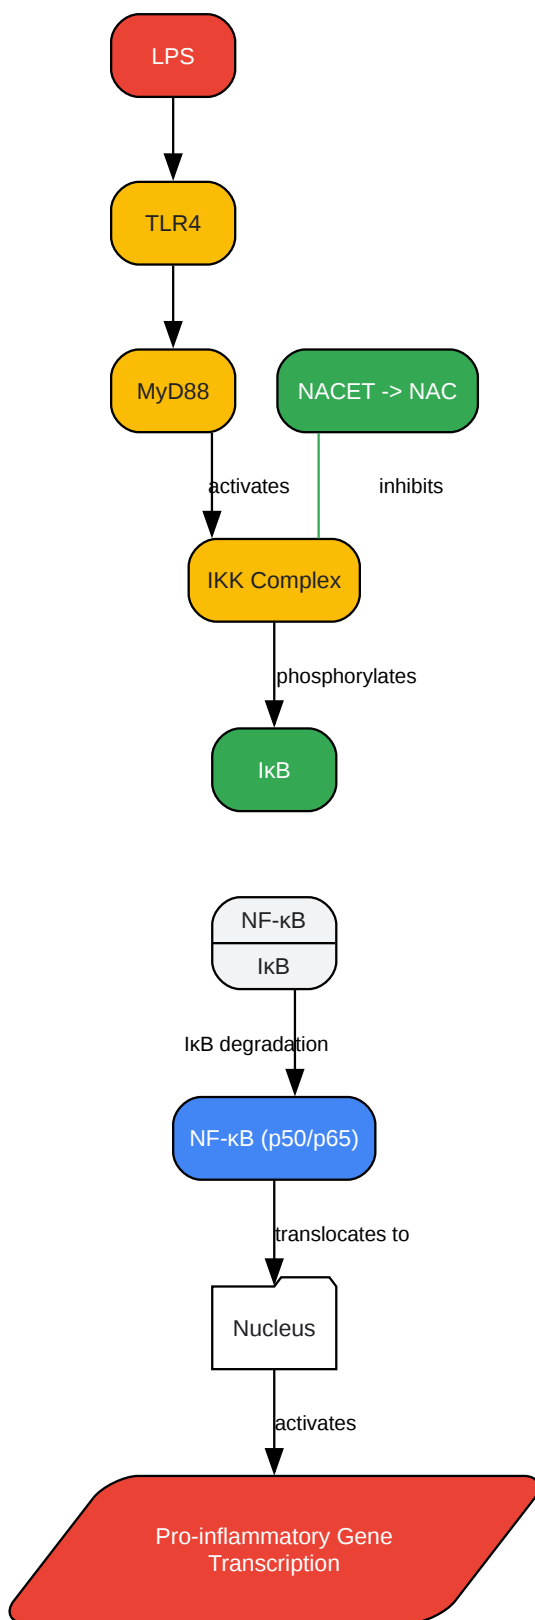 LPS
TLR4
MyD88
NACET -> NAC
activates
inhibits
IKK Complex
phosphorylates
IκB
NF-κB
IκB
IκB degradation
NF-κB (p50/p65)
translocates to
Nucleus
activates
Pro-inflammatory Gene
Transcription